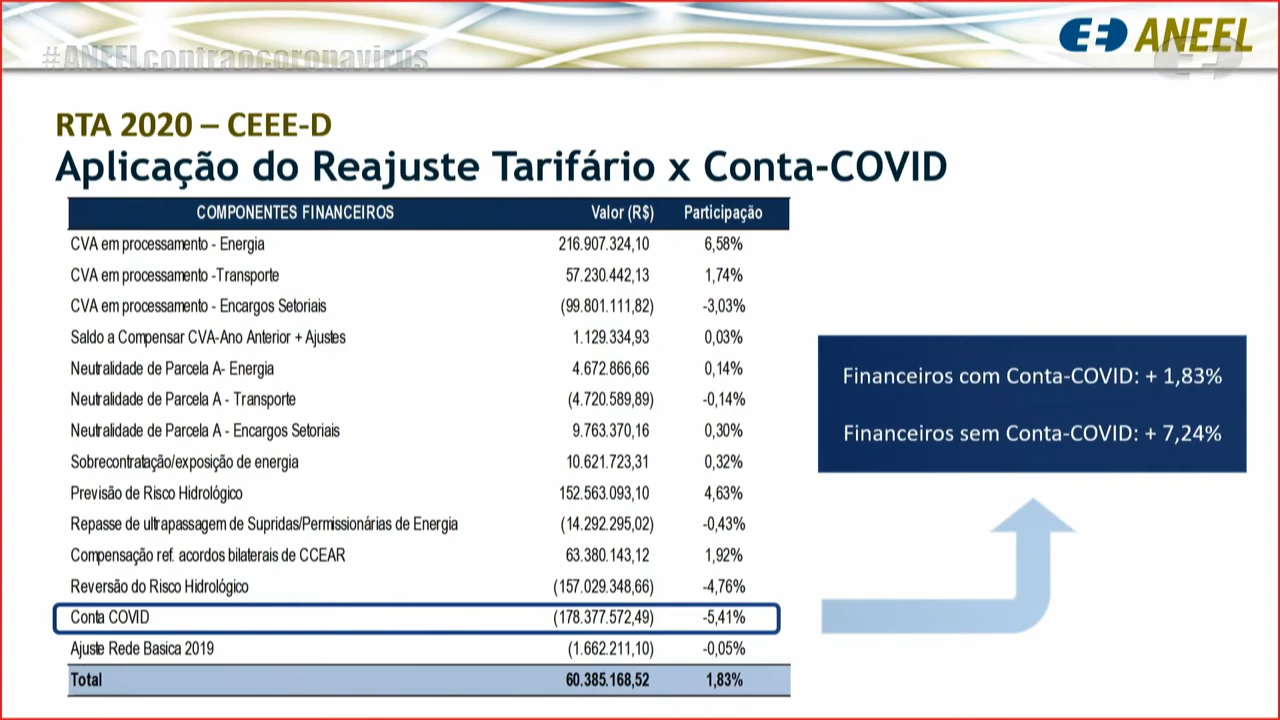 #ANEELcontraocoronavirus
ANEEL
RTA 2020 – CEEE-D
Aplicação do Reajuste Tarifário x Conta-COVID
COMPONENTES FINANCEIROS Valor (R$) Participação
CVA em processamento - Energia 216.907.324,10 6,58%
CVA em processamento -Transporte 57.230.442,13 1,74%
CVA em processamento - Encargos Setoriais (99.801.111,82) -3,03%
Saldo a Compensar CVA-Ano Anterior + Ajustes 1.129.334,93 0,03%
Neutralidade de Parcela A- Energia 4.672.866,66 0,14%
Neutralidade de Parcela A - Transporte (4.720.589,89) -0,14%
Neutralidade de Parcela A - Encargos Setoriais 9.763.370,16 0,30%
Sobrecontratação/exposição de energia 10.621.723,31 0,32%
Previsão de Risco Hidrológico 152.563.093,10 4,63%
Repasse de ultrapassagem de Supridas/Permissionárias de Energia (14.292.295,02) -0,43%
Compensação ref. acordos bilaterais de CCEAR 63.380.143,12 1,92%
Reversão do Risco Hidrológico (157.029.348,66) -4,76%
Conta COVID (178.377.572,49) -5,41%
Ajuste Rede Basica 2019 (1.662.211,10) -0,05%
Total 60.385.168,52 1,83%
Financeiros com Conta-COVID: + 1,83%
Financeiros sem Conta-COVID: + 7,24%